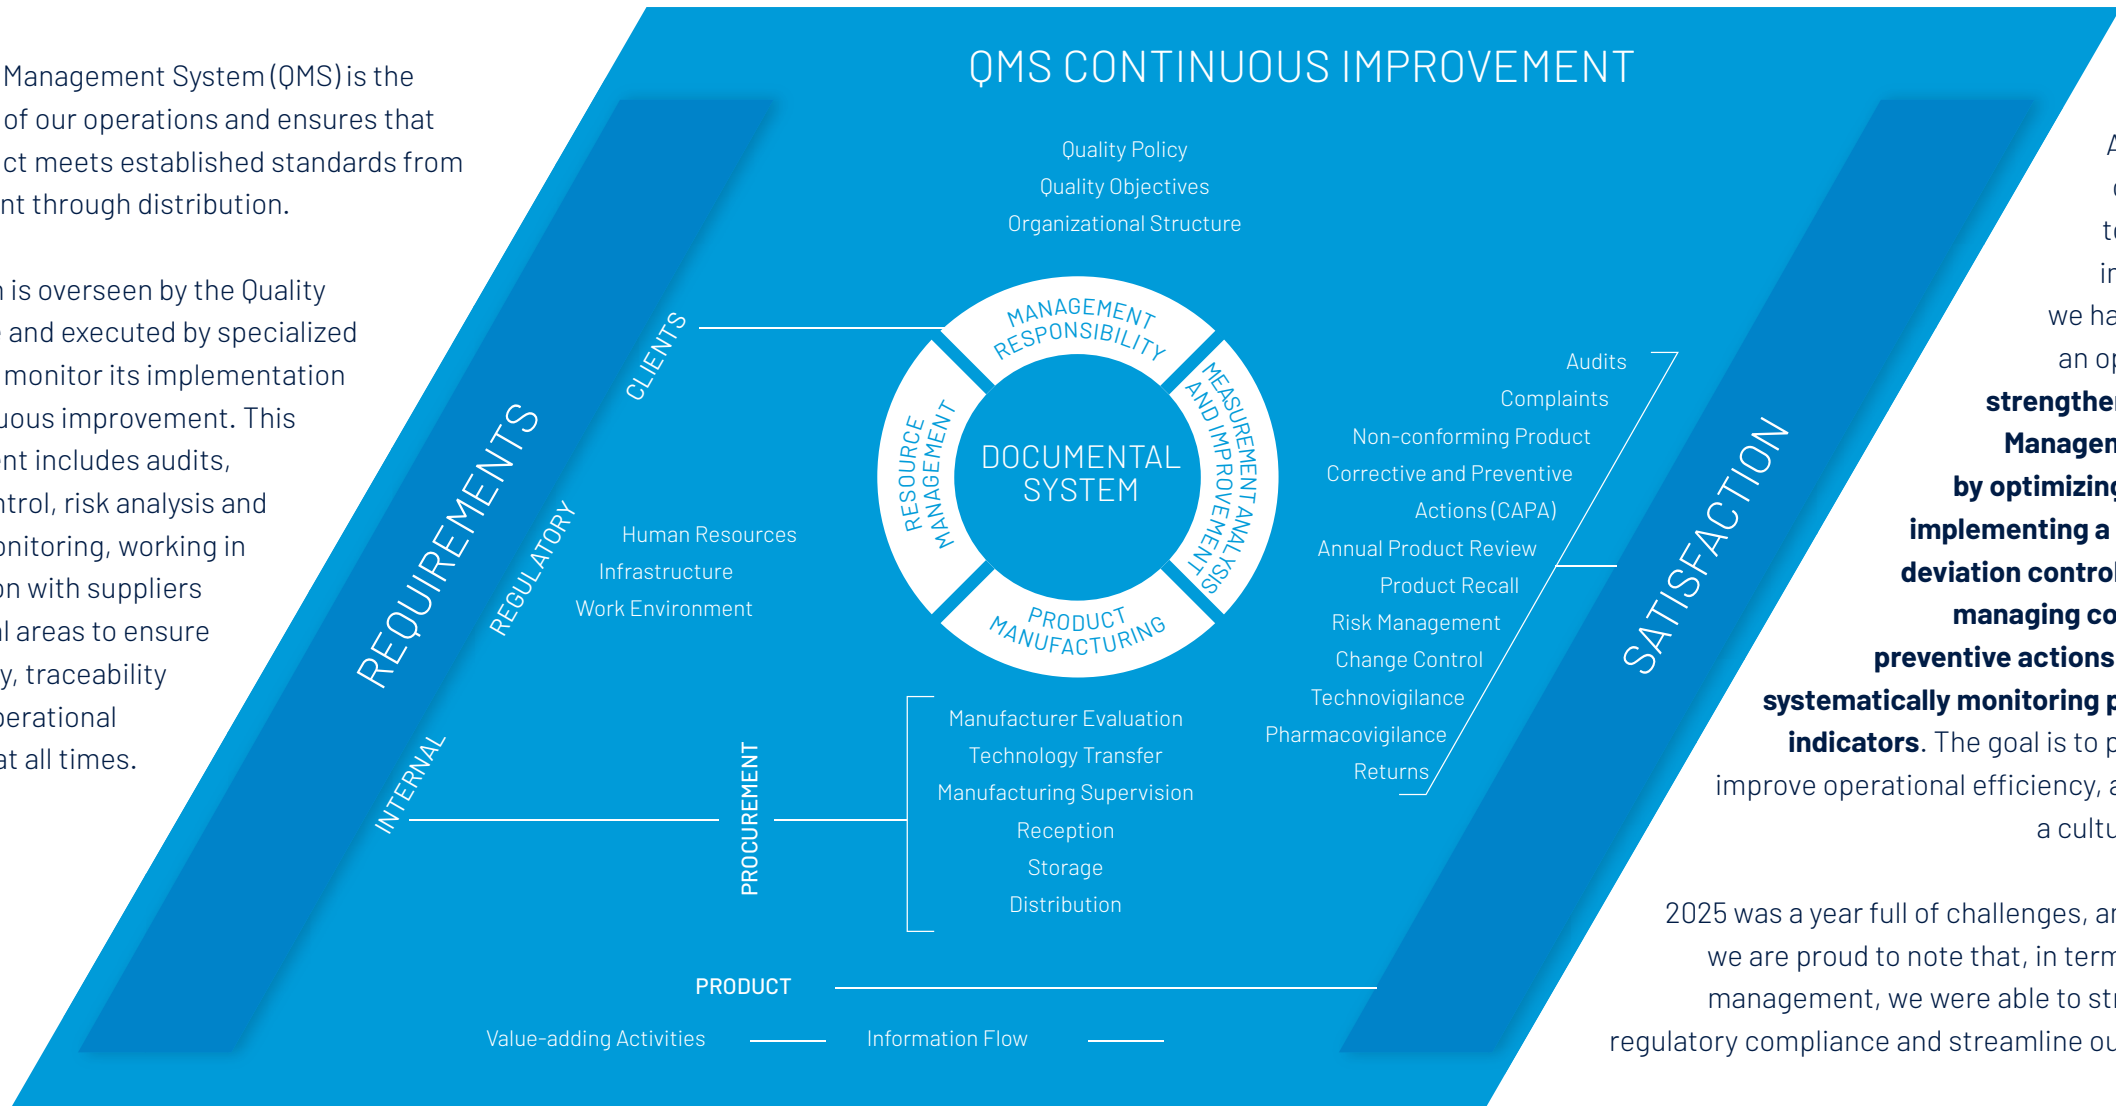 Management System (QMS) is the
of our operations and ensures that
ct meets established standards from
nt through distribution.
is overseen by the Quality
and executed by specialized
monitor its implementation
uous improvement. This
ent includes audits,
ntrol, risk analysis and
onitoring, working in
on with suppliers
al areas to ensure
y, traceability
perational
at all times.
QMS CONTINUOUS IMPROVEMENT
Quality Policy
Quality Objectives
Organizational Structure
REQUIREMENTS
CLIENTS
REGULATORY
INTERNAL
MANAGEMENT
RESPONSIBILITY
RESOURCE
MANAGEMENT
DOCUMENTAL
SYSTEM
MEASUREMENT ANALYSIS
AND IMPROVEMENT
PRODUCT
MANUFACTURING
Human Resources
Infrastructure
Work Environment
PROCUREMENT
Manufacturer Evaluation
Technology Transfer
Manufacturing Supervision
Reception
Storage
Distribution
Audits
Complaints
Non-conforming Product
Corrective and Preventive
Actions (CAPA)
Annual Product Review
Product Recall
Risk Management
Change Control
Technovigilance
Pharmacovigilance
Returns
SATISFACTION
PRODUCT
Value-adding Activities
Information Flow
we ha
an op
strengthen
Managem
by optimizing
implementing a
deviation control
managing co
preventive actions
systematically monitoring p
indicators. The goal is to p
improve operational efficiency, a
a cultu
2025 was a year full of challenges, an
we are proud to note that, in term
management, we were able to str
regulatory compliance and streamline ou